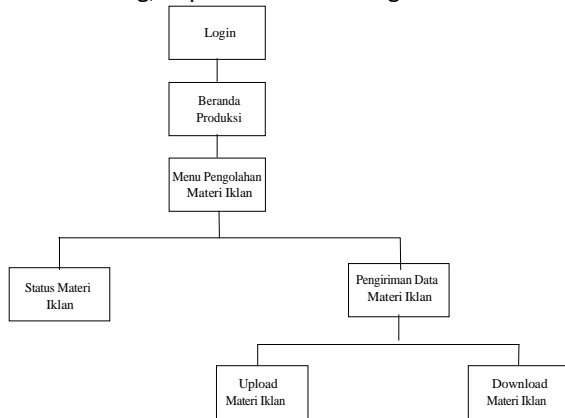 Login
Beranda
Produksi
Menu Pengolahan
Materi Iklan
Status Materi
Iklan
Pengiriman Data
Materi Iklan
Upload
Materi Iklan
Download
Materi Iklan